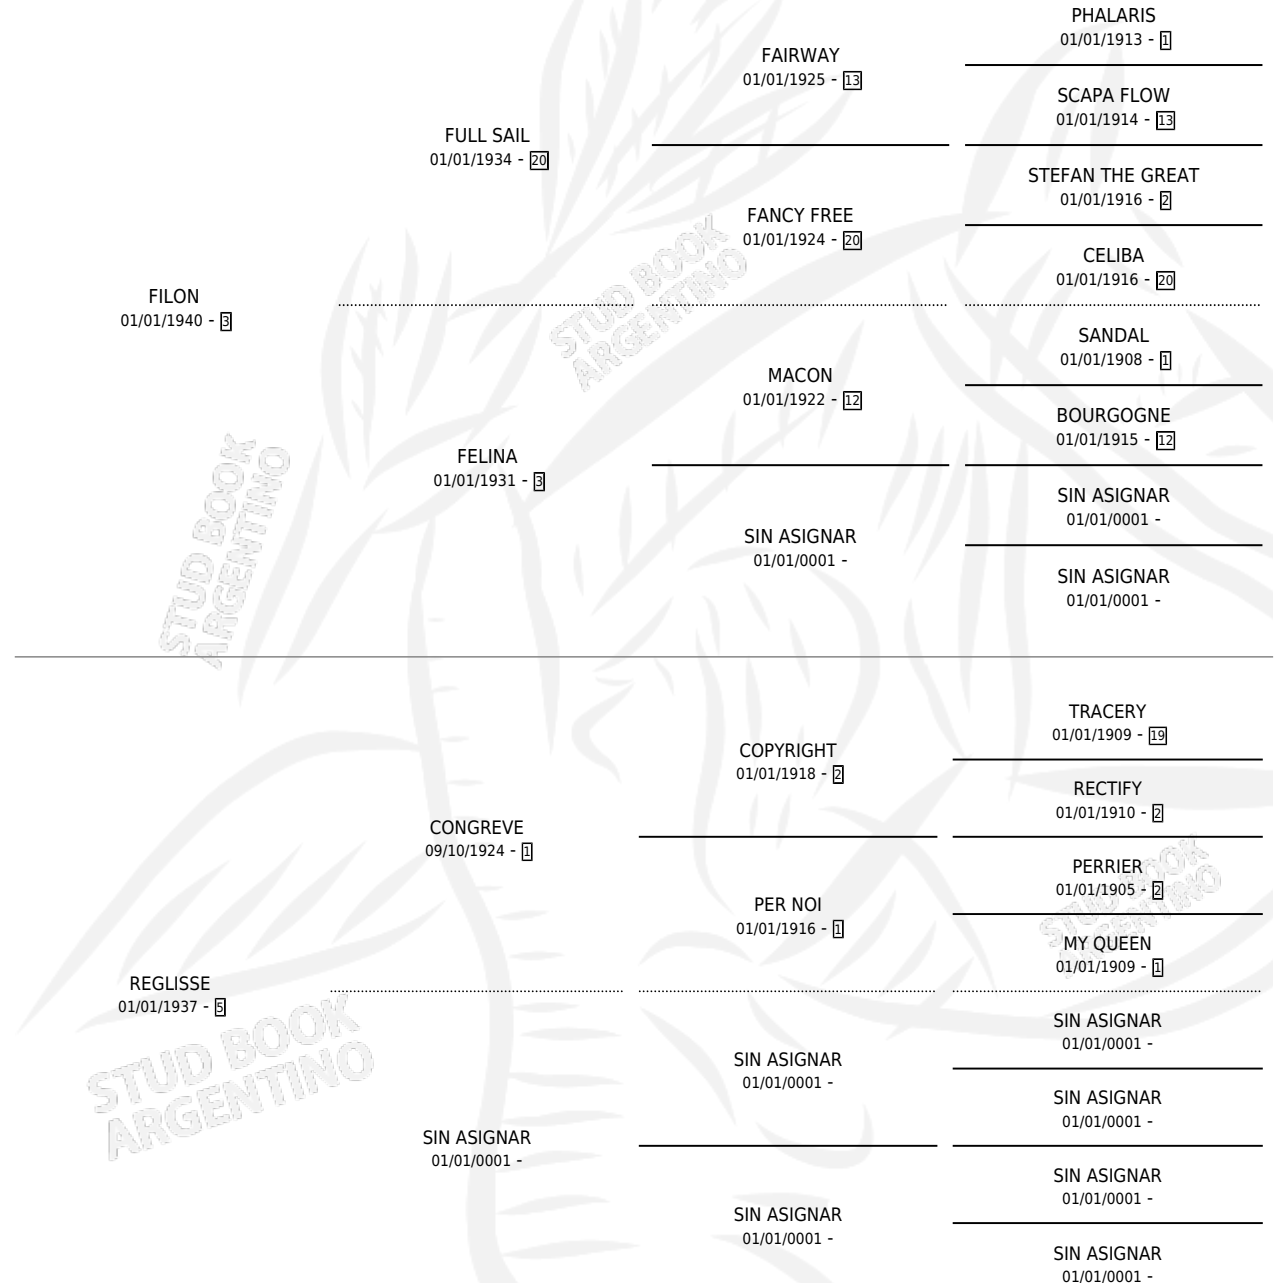 PHALARIS
01/01/1913 - 1
FAIRWAY
01/01/1925 - 13
SCAPA FLOW
01/01/1914 - 13
FULL SAIL
01/01/1934 - 20
STEFAN THE GREAT
01/01/1916 - 2
FANCY FREE
01/01/1924 - 20
CELIBA
01/01/1916 - 20
FILON
01/01/1940 - 3
STUD BOOK
ARGENTINO
SANDAL
01/01/1908 - 1
MACON
01/01/1922 - 12
BOURGOGNE
01/01/1915 - 12
FELINA
01/01/1931 - 3
SIN ASIGNAR
01/01/0001 -
SIN ASIGNAR
01/01/0001 -
SIN ASIGNAR
01/01/0001 -
STUD BOOK
ARGENTINO
TRACERY
01/01/1909 - 19
COPYRIGHT
01/01/1918 - 2
RECTIFY
01/01/1910 - 2
CONGREVE
09/10/1924 - 1
PERRIER
01/01/1905 - 2
PER NOI
01/01/1916 - 1
MY QUEEN
01/01/1909 - 1
STUD BOOK
ARGENTINO
REGLISSE
01/01/1937 - 5
SIN ASIGNAR
01/01/0001 -
SIN ASIGNAR
01/01/0001 -
SIN ASIGNAR
01/01/0001 -
STUD BOOK
ARGENTINO
SIN ASIGNAR
01/01/0001 -
SIN ASIGNAR
01/01/0001 -
SIN ASIGNAR
01/01/0001 -
SIN ASIGNAR
01/01/0001 -